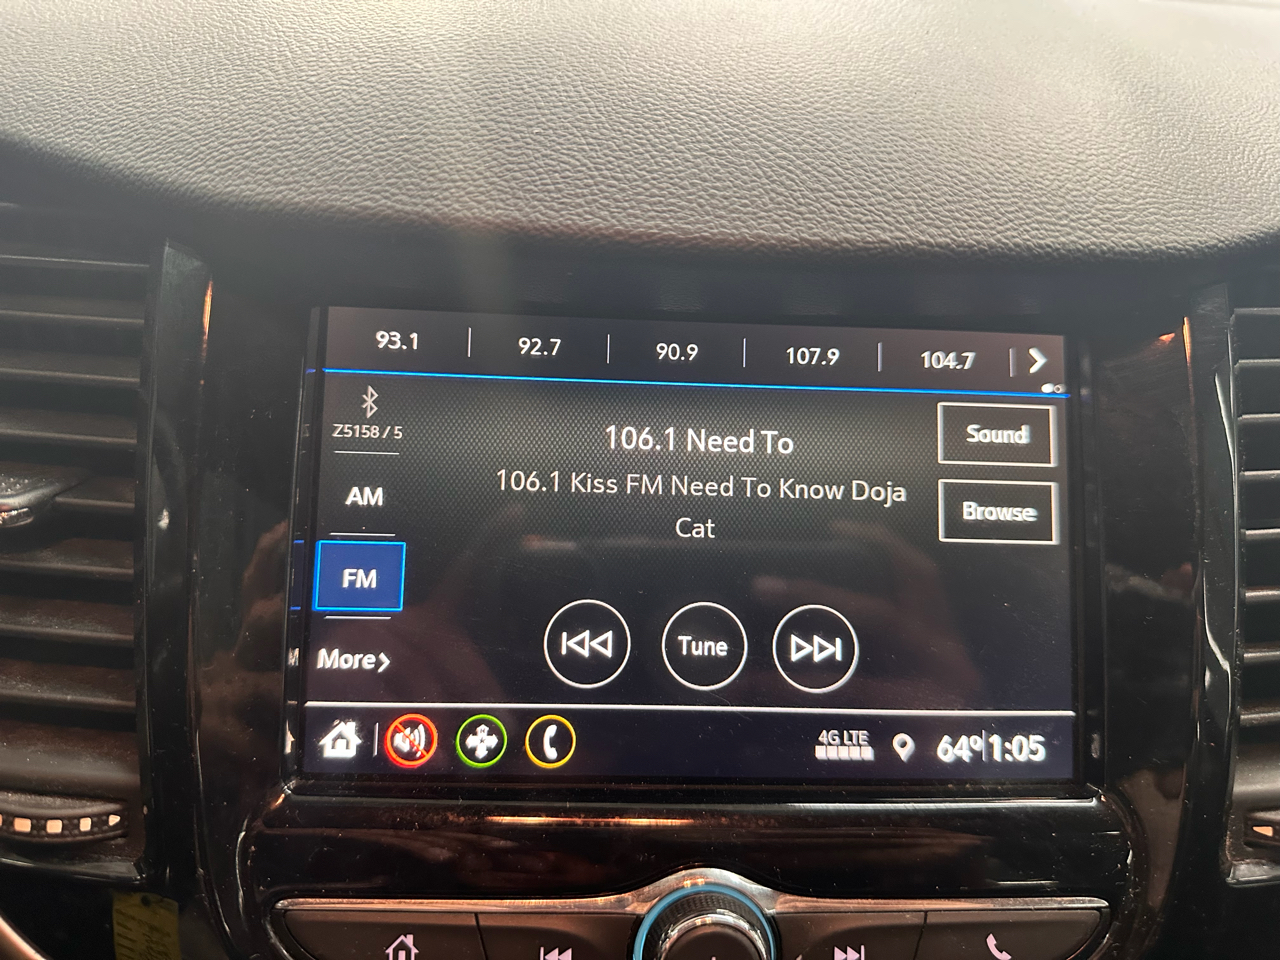 93.1 92.7 90.9 107.9 104.7
Z5158 / 5
106.1 Need To
Sound
106.1 Kiss FM Need To Know Doja
Cat
AM
Browse
FM
Tune
More
4G LTE
64° 1:05